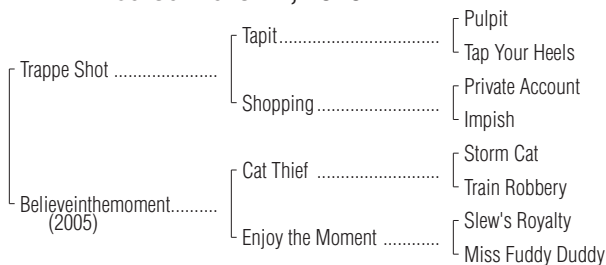 Tapit
Pulpit
Tap Your Heels
Trappe Shot
Shopping
Private Account
Impish
Cat Thief
Storm Cat
Train Robbery
Believeinthemoment
(2005)
Enjoy the Moment
Slew's Royalty
Miss Fuddy Duddy